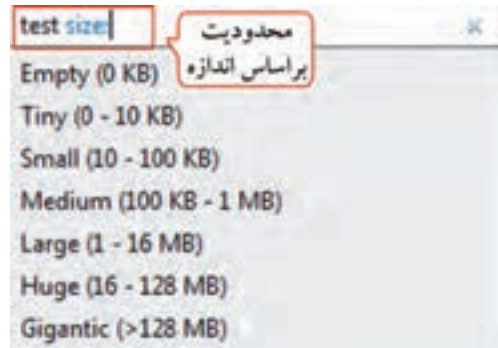 test size:
محدودیت
براساس اندازه
Empty (0 KB)
Tiny (0 - 10 KB)
Small (10 - 100 KB)
Medium (100 KB - 1 MB)
Large (1 - 16 MB)
Huge (16 - 128 MB)
Gigantic (>128 MB)